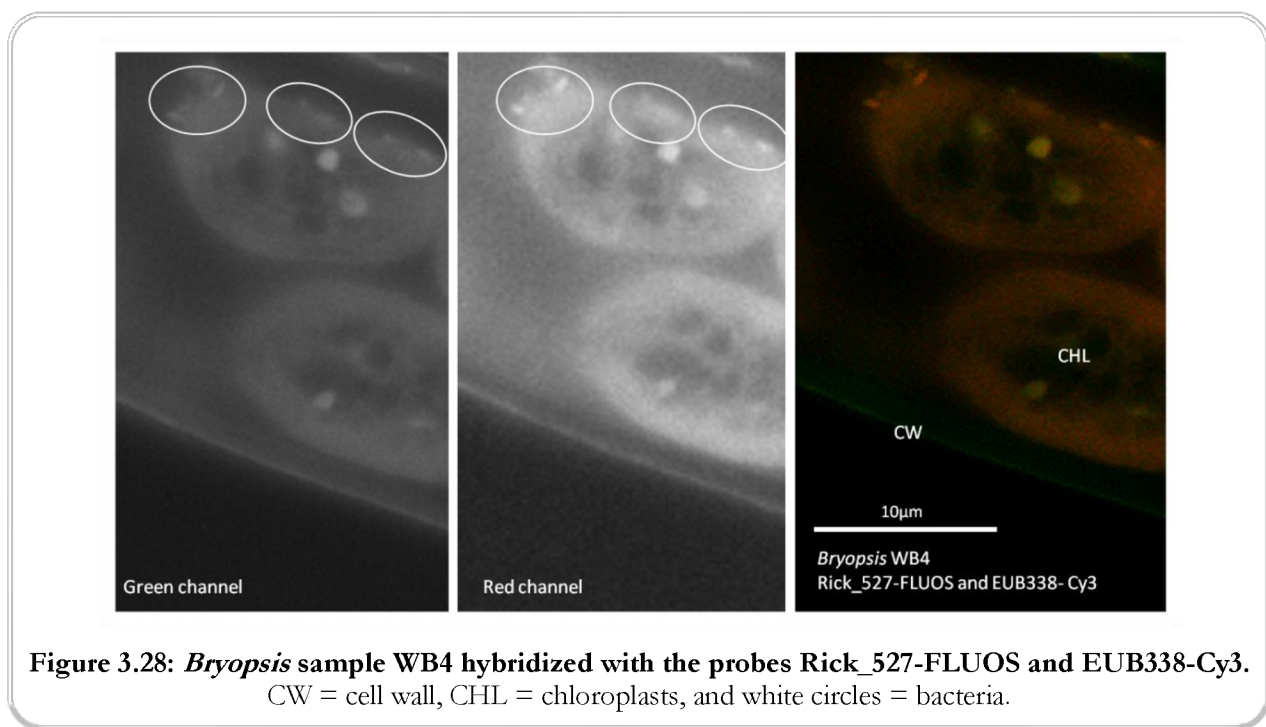 Green channel
Red channel
CHL
CW
10µm
Bryopsis WB4
Rick_527-FLUOS and EUB338- Cy3
Figure 3.28: Bryopsis sample WB4 hybridized with the probes Rick_527-FLUOS and EUB338-Cy3.
CW = cell wall, CHL = chloroplasts, and white circles = bacteria.